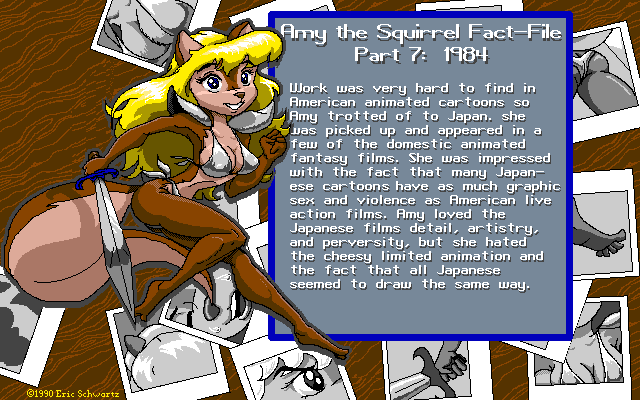 Amy the Squirrel Fact-File
Part 7: 1984
Work was very hard to find in
American animated cartoons so
Amy trotted of to Japan. she
was picked up and appeared in a
few of the domestic animated
fantasy films. She was impressed
with the fact that many Japan-
ese cartoons have as much graphic
sex and violence as American live
action films. Amy loved the
Japanese films detail, artistry,
and perversity, but she hated
the cheesy limited animation and
the fact that all Japanese
seemed to draw the same way.
©1990 Eric Schwartz